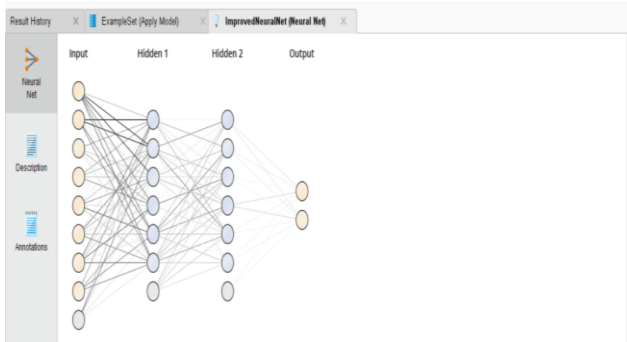 Result History
ExampleSet (Apply Model)
ImprovedNeuralNet (Neural Net)
Input
Hidden 1
Hidden 2
Output
Neural
Net
Description
Annotations